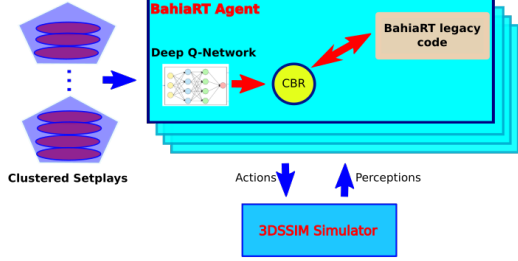 BahiaRT Agent
Deep Q-Network
BahiaRT legacy
code
CBR
Clustered Setplays
Actions
Perceptions
3DSSIM Simulator